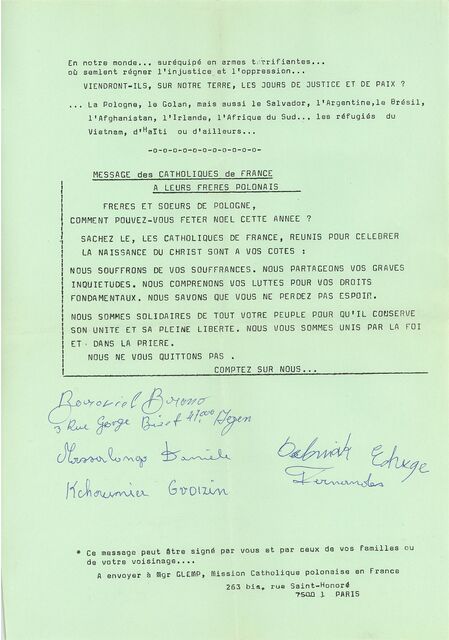 En notre monde... suréquipé en armes terrifiantes...
où semlent régner l'injustice et l'oppression...
VIENDRONT-ILS, SUR NOTRE TERRE, LES JOURS DE JUSTICE ET DE PAIX ?
... La Pologne, le Golan, mais aussi le Salvador, l'Argentine,le Brésil,
l'Afghanistan, l'Irlande, l'Afrique du Sud... les réfugiés du
Vietnam, d'Haïti ou d'ailleurs...
-o-o-o-o-o-o-o-o-o-o-o-
MESSAGE des CATHOLIQUES de FRANCE
A LEURS FRERES POLONAIS
FRERES ET SOEURS DE POLOGNE,
COMMENT POUVEZ-VOUS FETER NOEL CETTE ANNEE ?
SACHEZ LE, LES CATHOLIQUES DE FRANCE, REUNIS POUR CELEBRER
LA NAISSANCE DU CHRIST SONT A VOS COTES :
NOUS SOUFFRONS DE VOS SOUFFRANCES. NOUS PARTAGEONS VOS GRAVES
INQUIETUDES. NOUS COMPRENONS VOS LUTTES POUR VOS DROITS
FONDAMENTAUX. NOUS SAVONS QUE VOUS NE PERDEZ PAS ESPOIR.
NOUS SOMMES SOLIDAIRES DE TOUT VOTRE PEUPLE POUR QU'IL CONSERVE
SON UNITE ET SA PLEINE LIBERTE. NOUS VOUS SOMMES UNIS PAR LA FOI
ET DANS LA PRIERE.
NOUS NE VOUS QUITTONS PAS .
COMPTEZ SUR NOUS...
Bruno
3 Rue George Bizet 47000 Agen
Massarlongo Danièle
Fernandes
* Ce message peut être signé par vous et par ceux de vos familles ou
de votre voisinage....
A envoyer à Mgr GLEMP, Mission Catholique polonaise en France
263 bis, rue Saint-Honoré
75001 PARIS